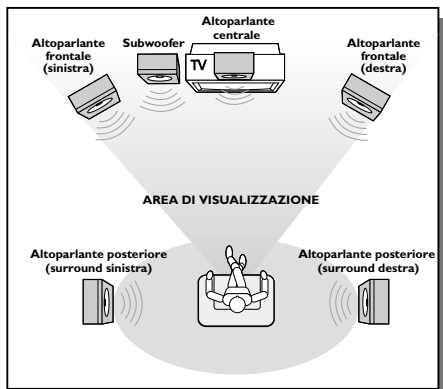 Altoparlante
centrale
Altoparlante
frontale
(sinistra)
Subwoofer
TV
Altoparlante
frontale
(destra)
AREA DI VISUALIZZAZIONE
Altoparlante posteriore
(surround sinistra)
Altoparlante posteriore
(surround destra)